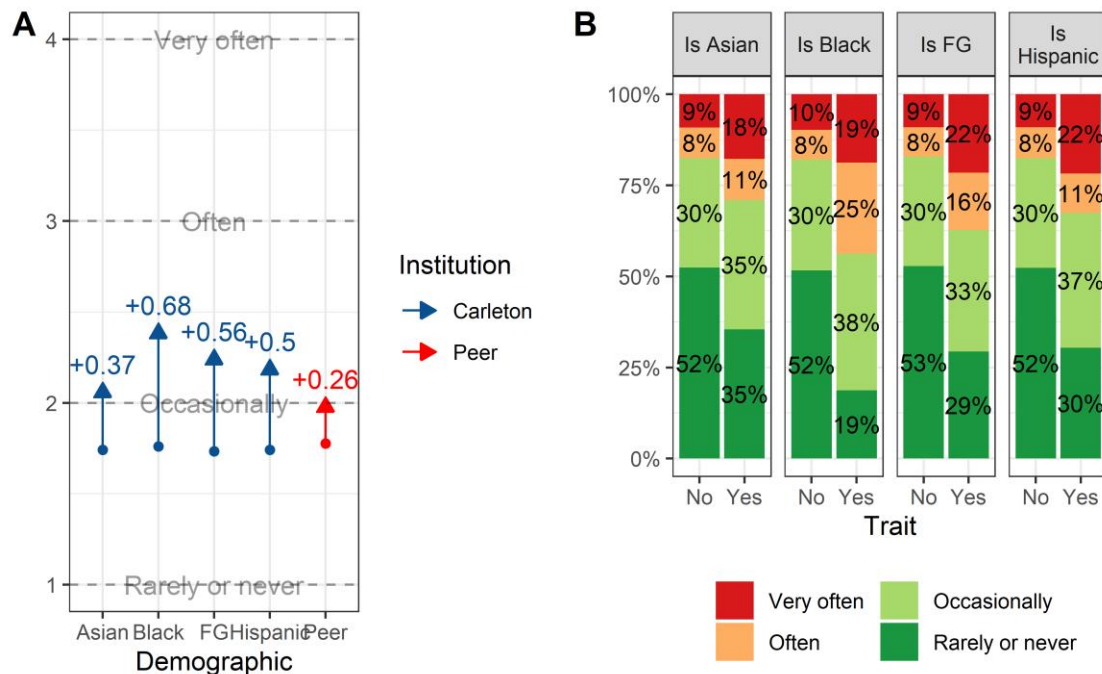 A
4
Very often
3
Often
+0.68
+0.56
+0.5
+0.37
+0.26
2
Occasionally
1
Rarely or never
Asian Black FG Hispanic Peer
Demographic
Institution
Carleton
Peer
B
Is Asian
Is Black
Is FG
Is
Hispanic
100%
75%
50%
25%
0%
9% 18% 10% 19% 9% 22% 9% 22%
8% 11% 8% 25% 8% 16% 8% 11%
30% 35% 30% 38% 30% 33% 30% 37%
52% 35% 52% 19% 53% 29% 52% 30%
No Yes No Yes No Yes No Yes
Trait
Very often
Occasionally
Often
Rarely or never